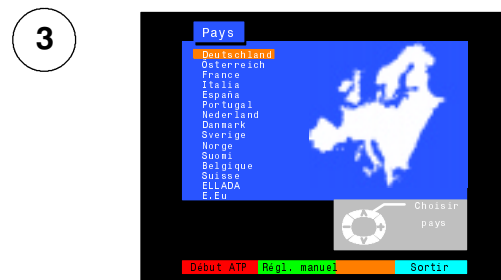 3
Pays
Deutschland
Österreich
France
Italia
España
Portugal
Nederland
Danmark
Sverige
Norge
Suomi
Belgique
Suisse
ELLADA
E.Eu
Choisir
pays
Début ATP Régl. manuel Sortir